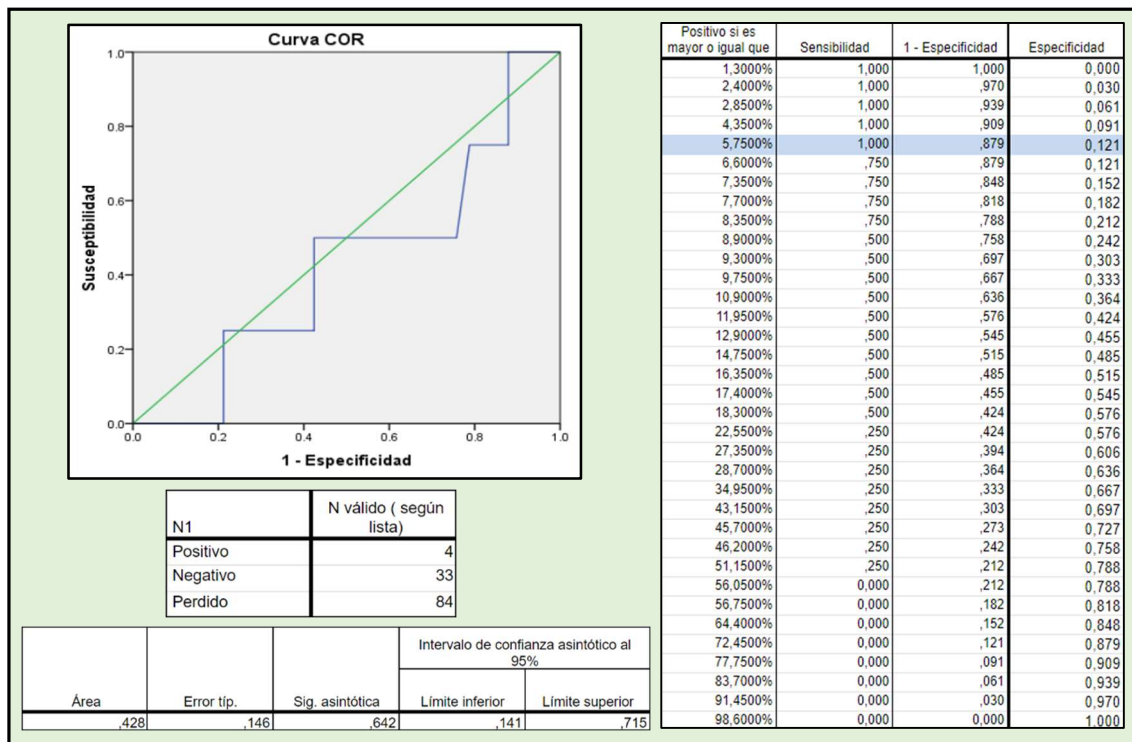 Curva COR
1.0
0.8
0.6
0.4
0.2
0.0
Susceptibilidad
0.0 0.2 0.4 0.6 0.8 1.0
1 - Especificidad
N1 N válido ( según lista)
Positivo 4
Negativo 33
Perdido 84
Área Error típ. Sig. asintótica Intervalo de confianza asintótico al 95%
Límite inferior Límite superior
,428 ,146 ,642 ,141 ,715
Positivo si es mayor o igual que Sensibilidad 1 - Especificidad Especificidad
1,3000% 1,000 1,000 0,000
2,4000% 1,000 ,970 0,030
2,8500% 1,000 ,939 0,061
4,3500% 1,000 ,909 0,091
5,7500% 1,000 ,879 0,121
6,6000% ,750 ,879 0,121
7,3500% ,750 ,848 0,152
7,7000% ,750 ,818 0,182
8,3500% ,750 ,788 0,212
8,9000% ,500 ,758 0,242
9,3000% ,500 ,697 0,303
9,7500% ,500 ,667 0,333
10,9000% ,500 ,636 0,364
11,9500% ,500 ,576 0,424
12,9000% ,500 ,545 0,455
14,7500% ,500 ,515 0,485
16,3500% ,500 ,485 0,515
17,4000% ,500 ,455 0,545
18,3000% ,500 ,424 0,576
22,5500% ,250 ,424 0,576
27,3500% ,250 ,394 0,606
28,7000% ,250 ,364 0,636
34,9500% ,250 ,333 0,667
43,1500% ,250 ,303 0,697
45,7000% ,250 ,273 0,727
46,2000% ,250 ,242 0,758
51,1500% ,250 ,212 0,788
56,0500% 0,000 ,212 0,788
56,7500% 0,000 ,182 0,818
64,4000% 0,000 ,152 0,848
72,4500% 0,000 ,121 0,879
77,7500% 0,000 ,091 0,909
83,7000% 0,000 ,061 0,939
91,4500% 0,000 ,030 0,970
98,6000% 0,000 0,000 1.000